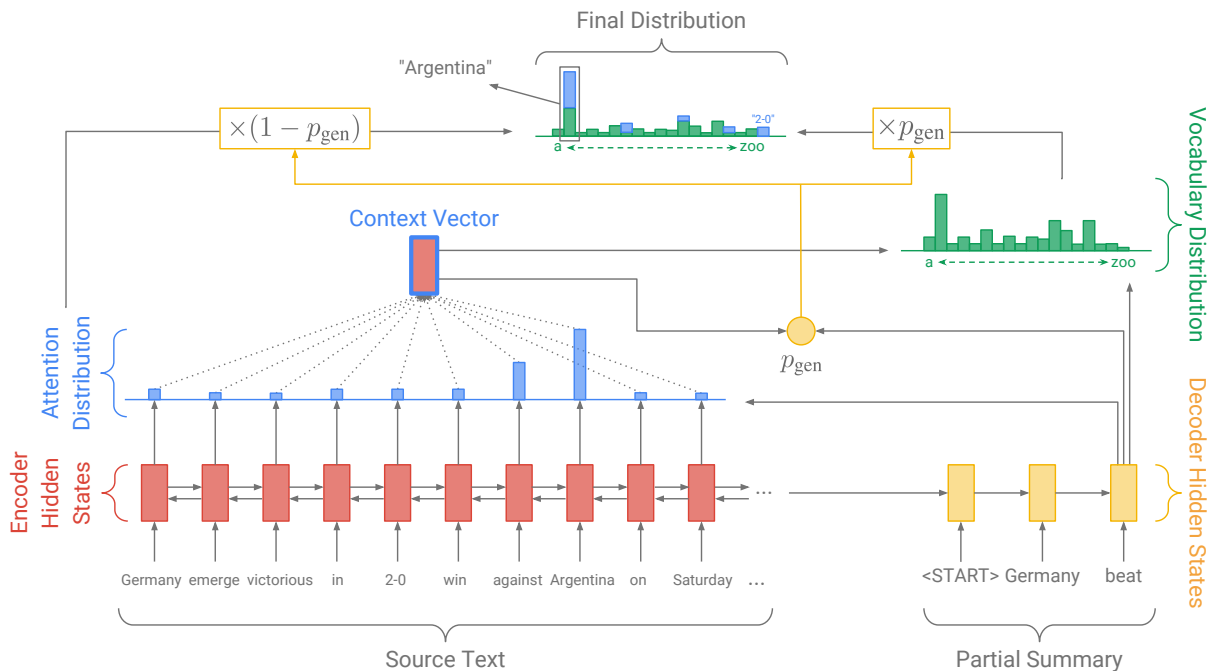 Final Distribution
"Argentina"
×(1 − p_gen)
×p_gen
"2-0"
a
zoo
Context Vector
Vocabulary Distribution
a
zoo
Attention
Distribution
p_gen
Encoder
Hidden
States
Decoder Hidden States
...
Germany emerge victorious in 2-0 win against Argentina on Saturday ...
<START> Germany beat
Source Text
Partial Summary